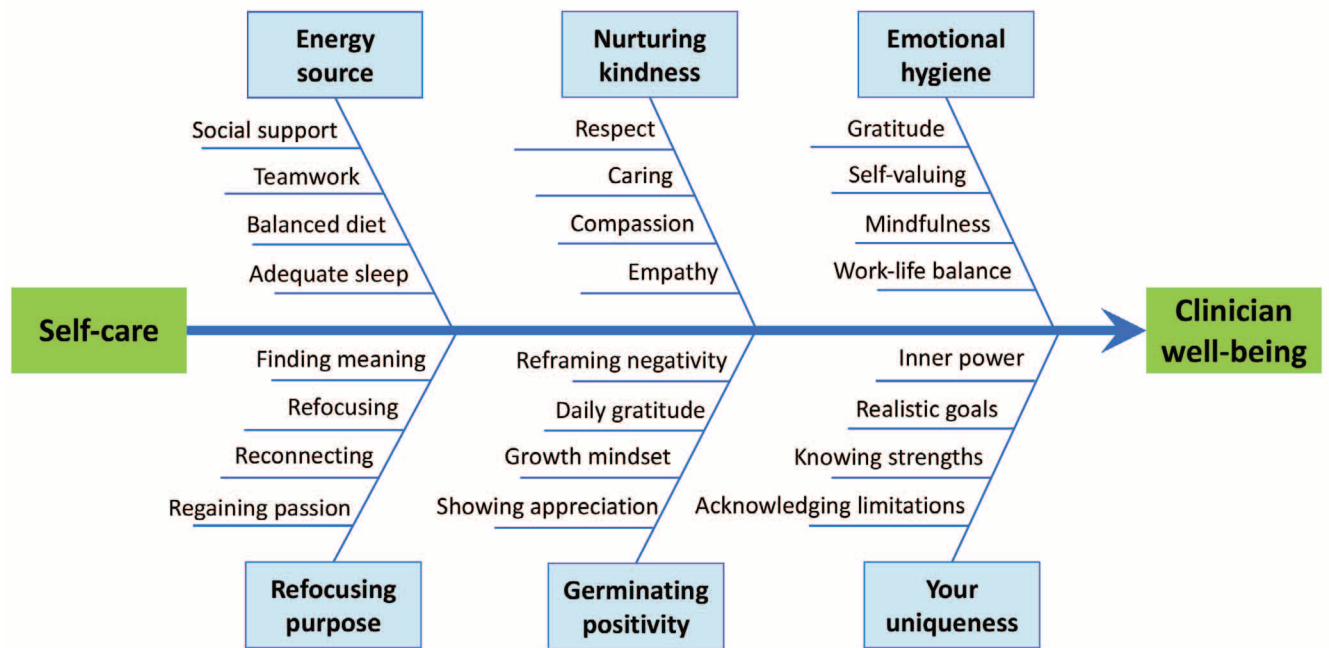 Energy
source
Nurturing
kindness
Emotional
hygiene
Social support
Teamwork
Balanced diet
Adequate sleep
Respect
Caring
Compassion
Empathy
Gratitude
Self-valuing
Mindfulness
Work-life balance
Self-care
Clinician
well-being
Finding meaning
Refocusing
Reconnecting
Regaining passion
Reframing negativity
Daily gratitude
Growth mindset
Showing appreciation
Inner power
Realistic goals
Knowing strengths
Acknowledging limitations
Refocusing
purpose
Germinating
positivity
Your
uniqueness